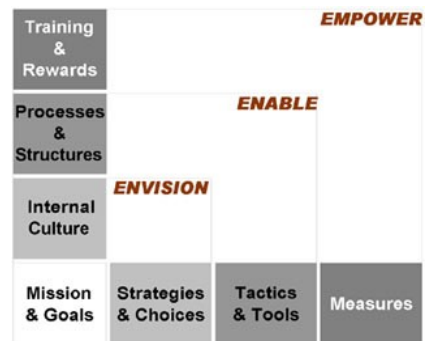 Training
&
Rewards
EMPOWER
Processes
&
Structures
ENABLE
Internal
Culture
ENVISION
Mission
& Goals
Strategies
& Choices
Tactics
& Tools
Measures